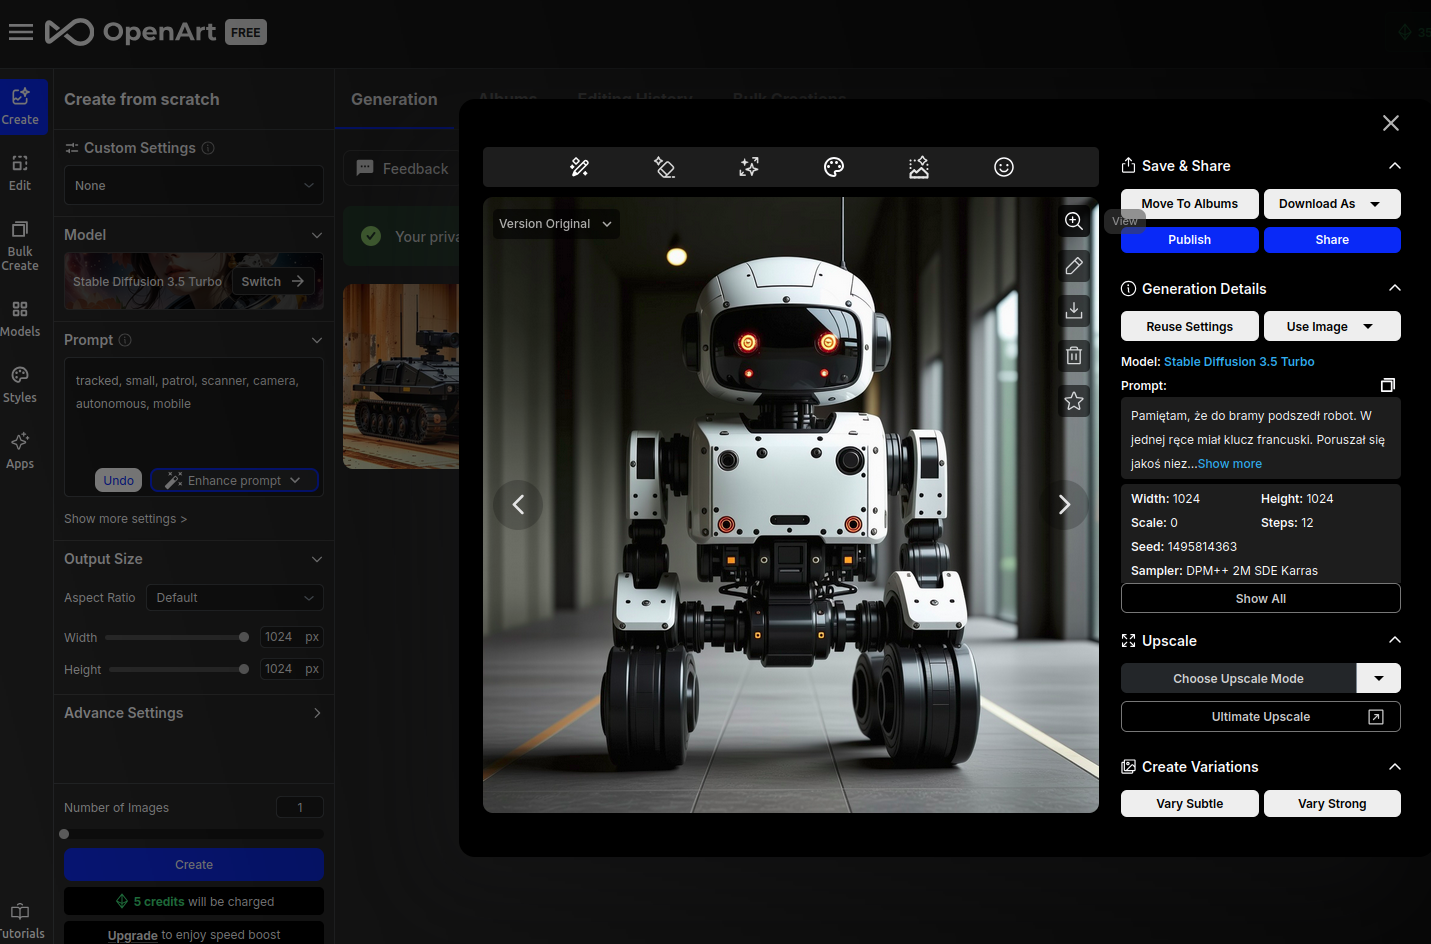 OpenArt FREE
35
Create
Edit
Bulk
Create
Models
Styles
Apps
Tutorials
Create from scratch
Custom Settings
None
Model
Stable Diffusion 3.5 Turbo
Switch
Prompt
tracked, small, patrol, scanner, camera,
autonomous, mobile
Undo
Enhance prompt
Show more settings >
Output Size
Aspect Ratio
Default
Width
1024 px
Height
1024 px
Advance Settings
Number of Images
1
Create
5 credits will be charged
Upgrade to enjoy speed boost
Generation
Albums
Editing History
Bulk Creations
Feedback
Your priva
Version Original
View
Save & Share
Move To Albums
Download As
Publish
Share
Generation Details
Reuse Settings
Use Image
Model: Stable Diffusion 3.5 Turbo
Prompt:
Pamiętam, że do bramy podszedł robot. W
jednej ręce miał klucz francuski. Poruszał się
jakoś niez...Show more
Width: 1024
Height: 1024
Scale: 0
Steps: 12
Seed: 1495814363
Sampler: DPM++ 2M SDE Karras
Show All
Upscale
Choose Upscale Mode
Ultimate Upscale
Create Variations
Vary Subtle
Vary Strong